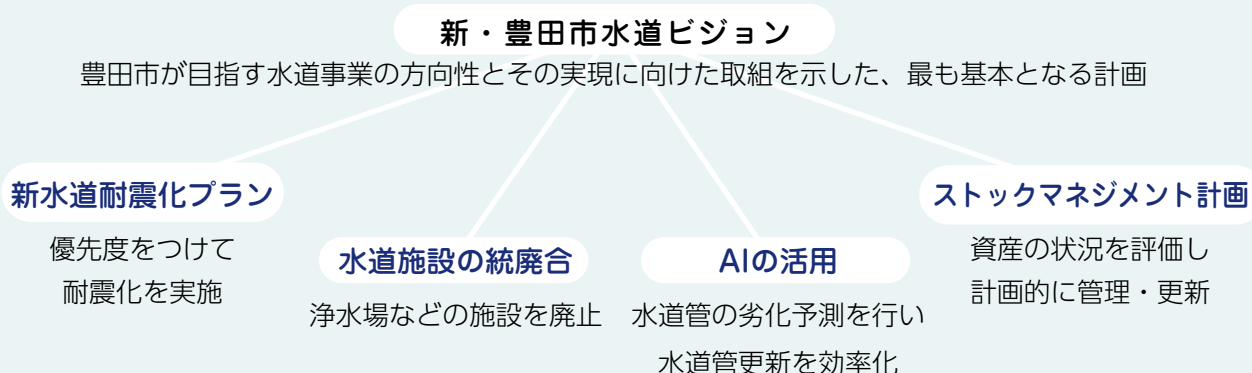 新・豊田市水道ビジョン
豊田市が目指す水道事業の方向性とその実現に向けた取組を示した、最も基本となる計画
新水道耐震化プラン
優先度をつけて
耐震化を実施
水道施設の統廃合
浄水場などの施設を廃止
AIの活用
水道管の劣化予測を行い
水道管更新を効率化
ストックマネジメント計画
資産の状況を評価し
計画的に管理・更新